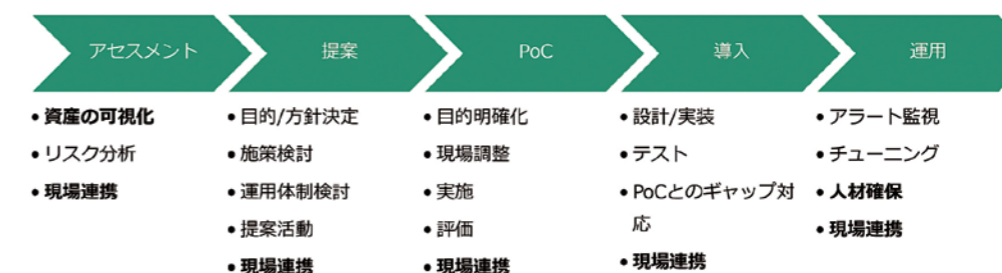 アセスメント
• 資産の可視化
• リスク分析
• 現場連携
提案
• 目的/方針決定
• 施策検討
• 運用体制検討
• 提案活動
• 現場連携
PoC
• 目的明確化
• 現場調整
• 実施
• 評価
• 現場連携
導入
• 設計/実装
• テスト
• PoCとのギャップ対
応
• 現場連携
運用
• アラート監視
• チューニング
• 人材確保
• 現場連携